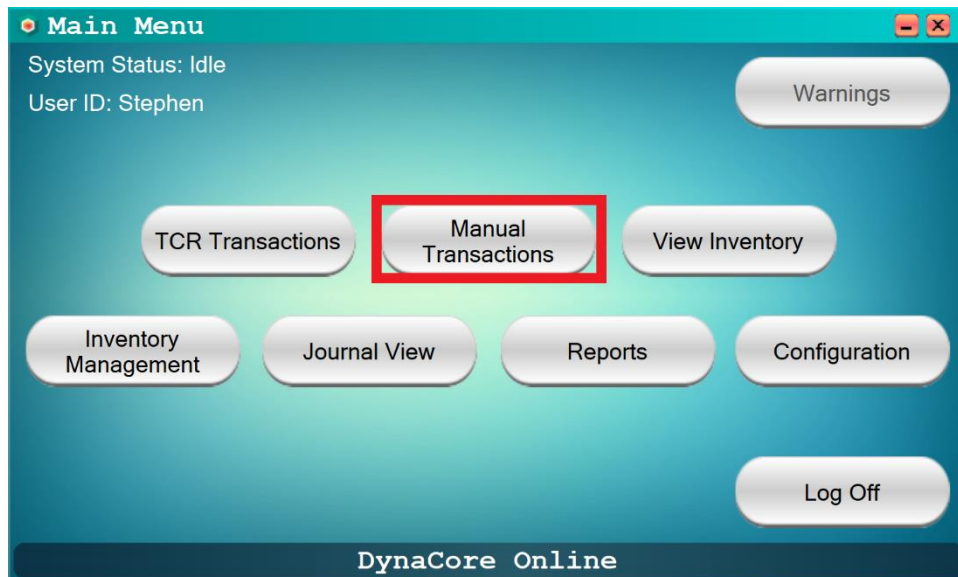 Main Menu
System Status: Idle
User ID: Stephen
Warnings
TCR Transactions
Manual
Transactions
View Inventory
Inventory
Management
Journal View
Reports
Configuration
Log Off
DynaCore Online